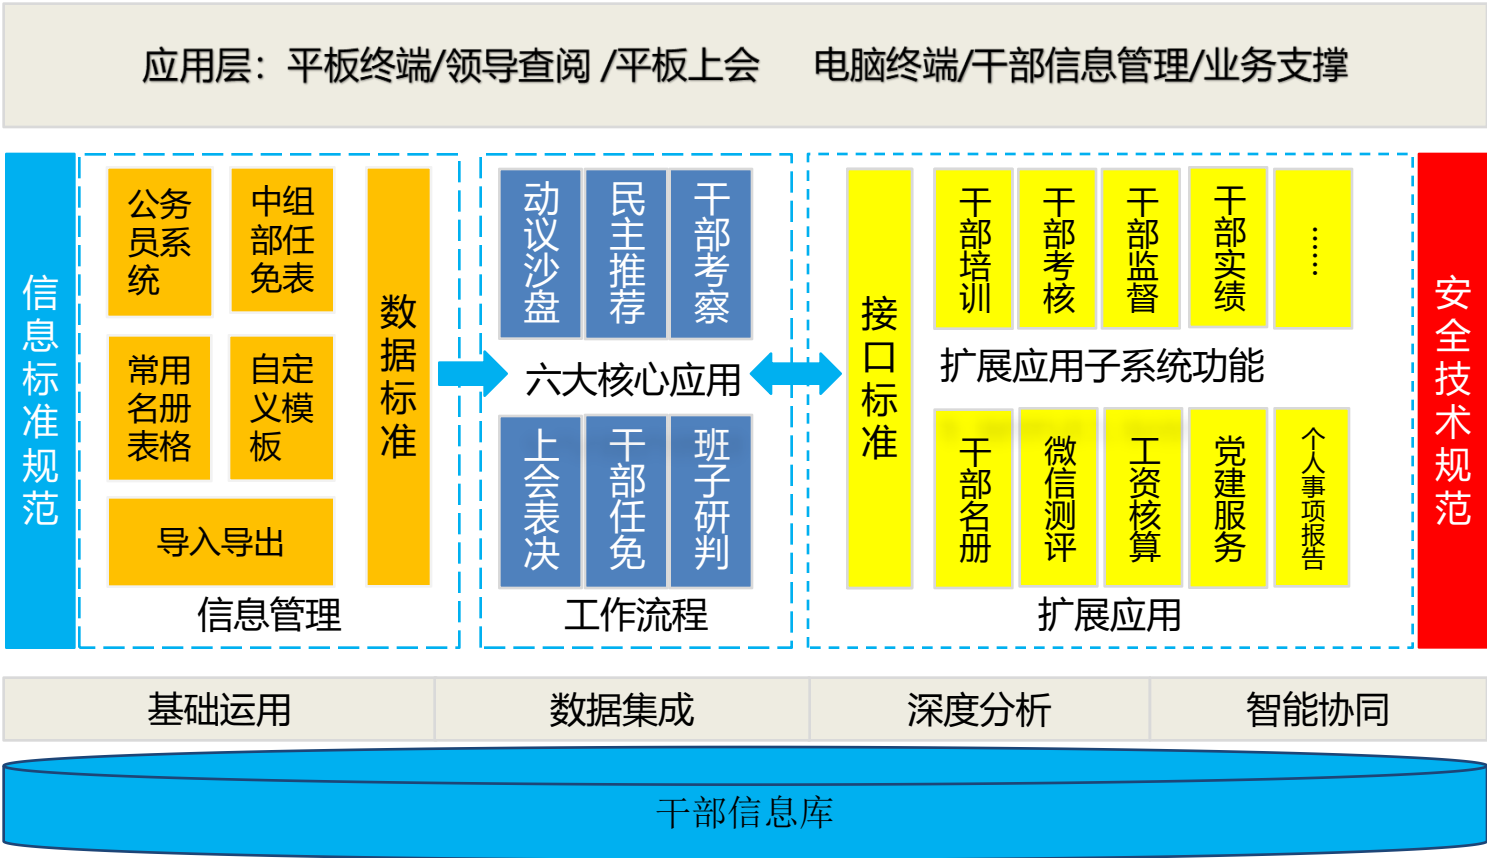 应用层：平板终端/领导查阅 /平板上会 电脑终端/干部信息管理/业务支撑
信息标准规范
公务
员系
统
中组
部任
免表
常用
名册
表格
自定
义模
板
导入导出
数据标准
信息管理
动议沙盘
民主推荐
干部考察
六大核心应用
上会表决
干部任免
班子研判
工作流程
接口标准
干部培训
干部考核
干部监督
干部实绩
……
扩展应用子系统功能
干部名册
微信测评
工资核算
党建服务
个人事项报告
扩展应用
安全技术规范
基础运用
数据集成
深度分析
智能协同
干部信息库